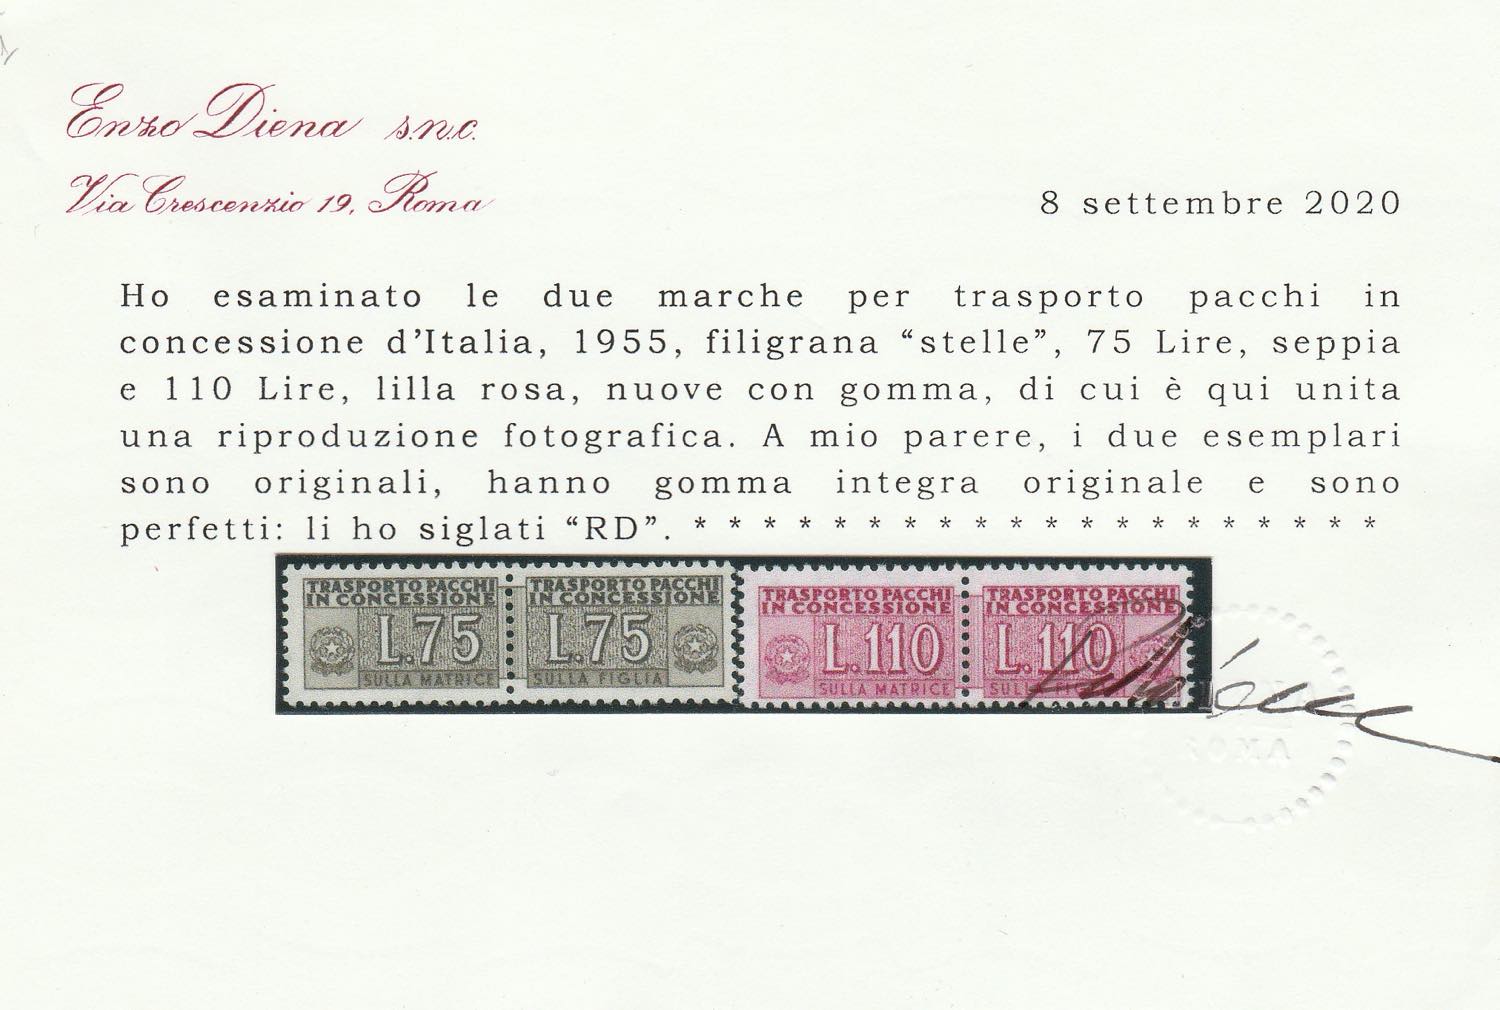 Enzo Diena s.n.c.
Via Crescenzio 19, Roma
8 settembre 2020
Ho esaminato le due marche per trasporto pacchi in
concessione d'Italia, 1955, filigrana “stelle”, 75 Lire, seppia
e 110 Lire, lilla rosa, nuove con gomma, di cui è qui unita
una riproduzione fotografica. A mio parere, i due esemplari
sono originali, hanno gomma integra originale e sono
perfetti: li ho siglati “RD”. * * * * * * * * * * * * * * * * * * * *
TRASPORTO PACCHI
IN CONCESSIONE
L.75
SULLA MATRICE
TRASPORTO PACCHI
IN CONCESSIONE
L.75
SULLA FIGLIA
TRASPORTO PACCHI
IN CONCESSIONE
L.110
SULLA MATRICE
TRASPORTO PACCHI
IN CONCESSIONE
L.110
SULLA FIGLIA